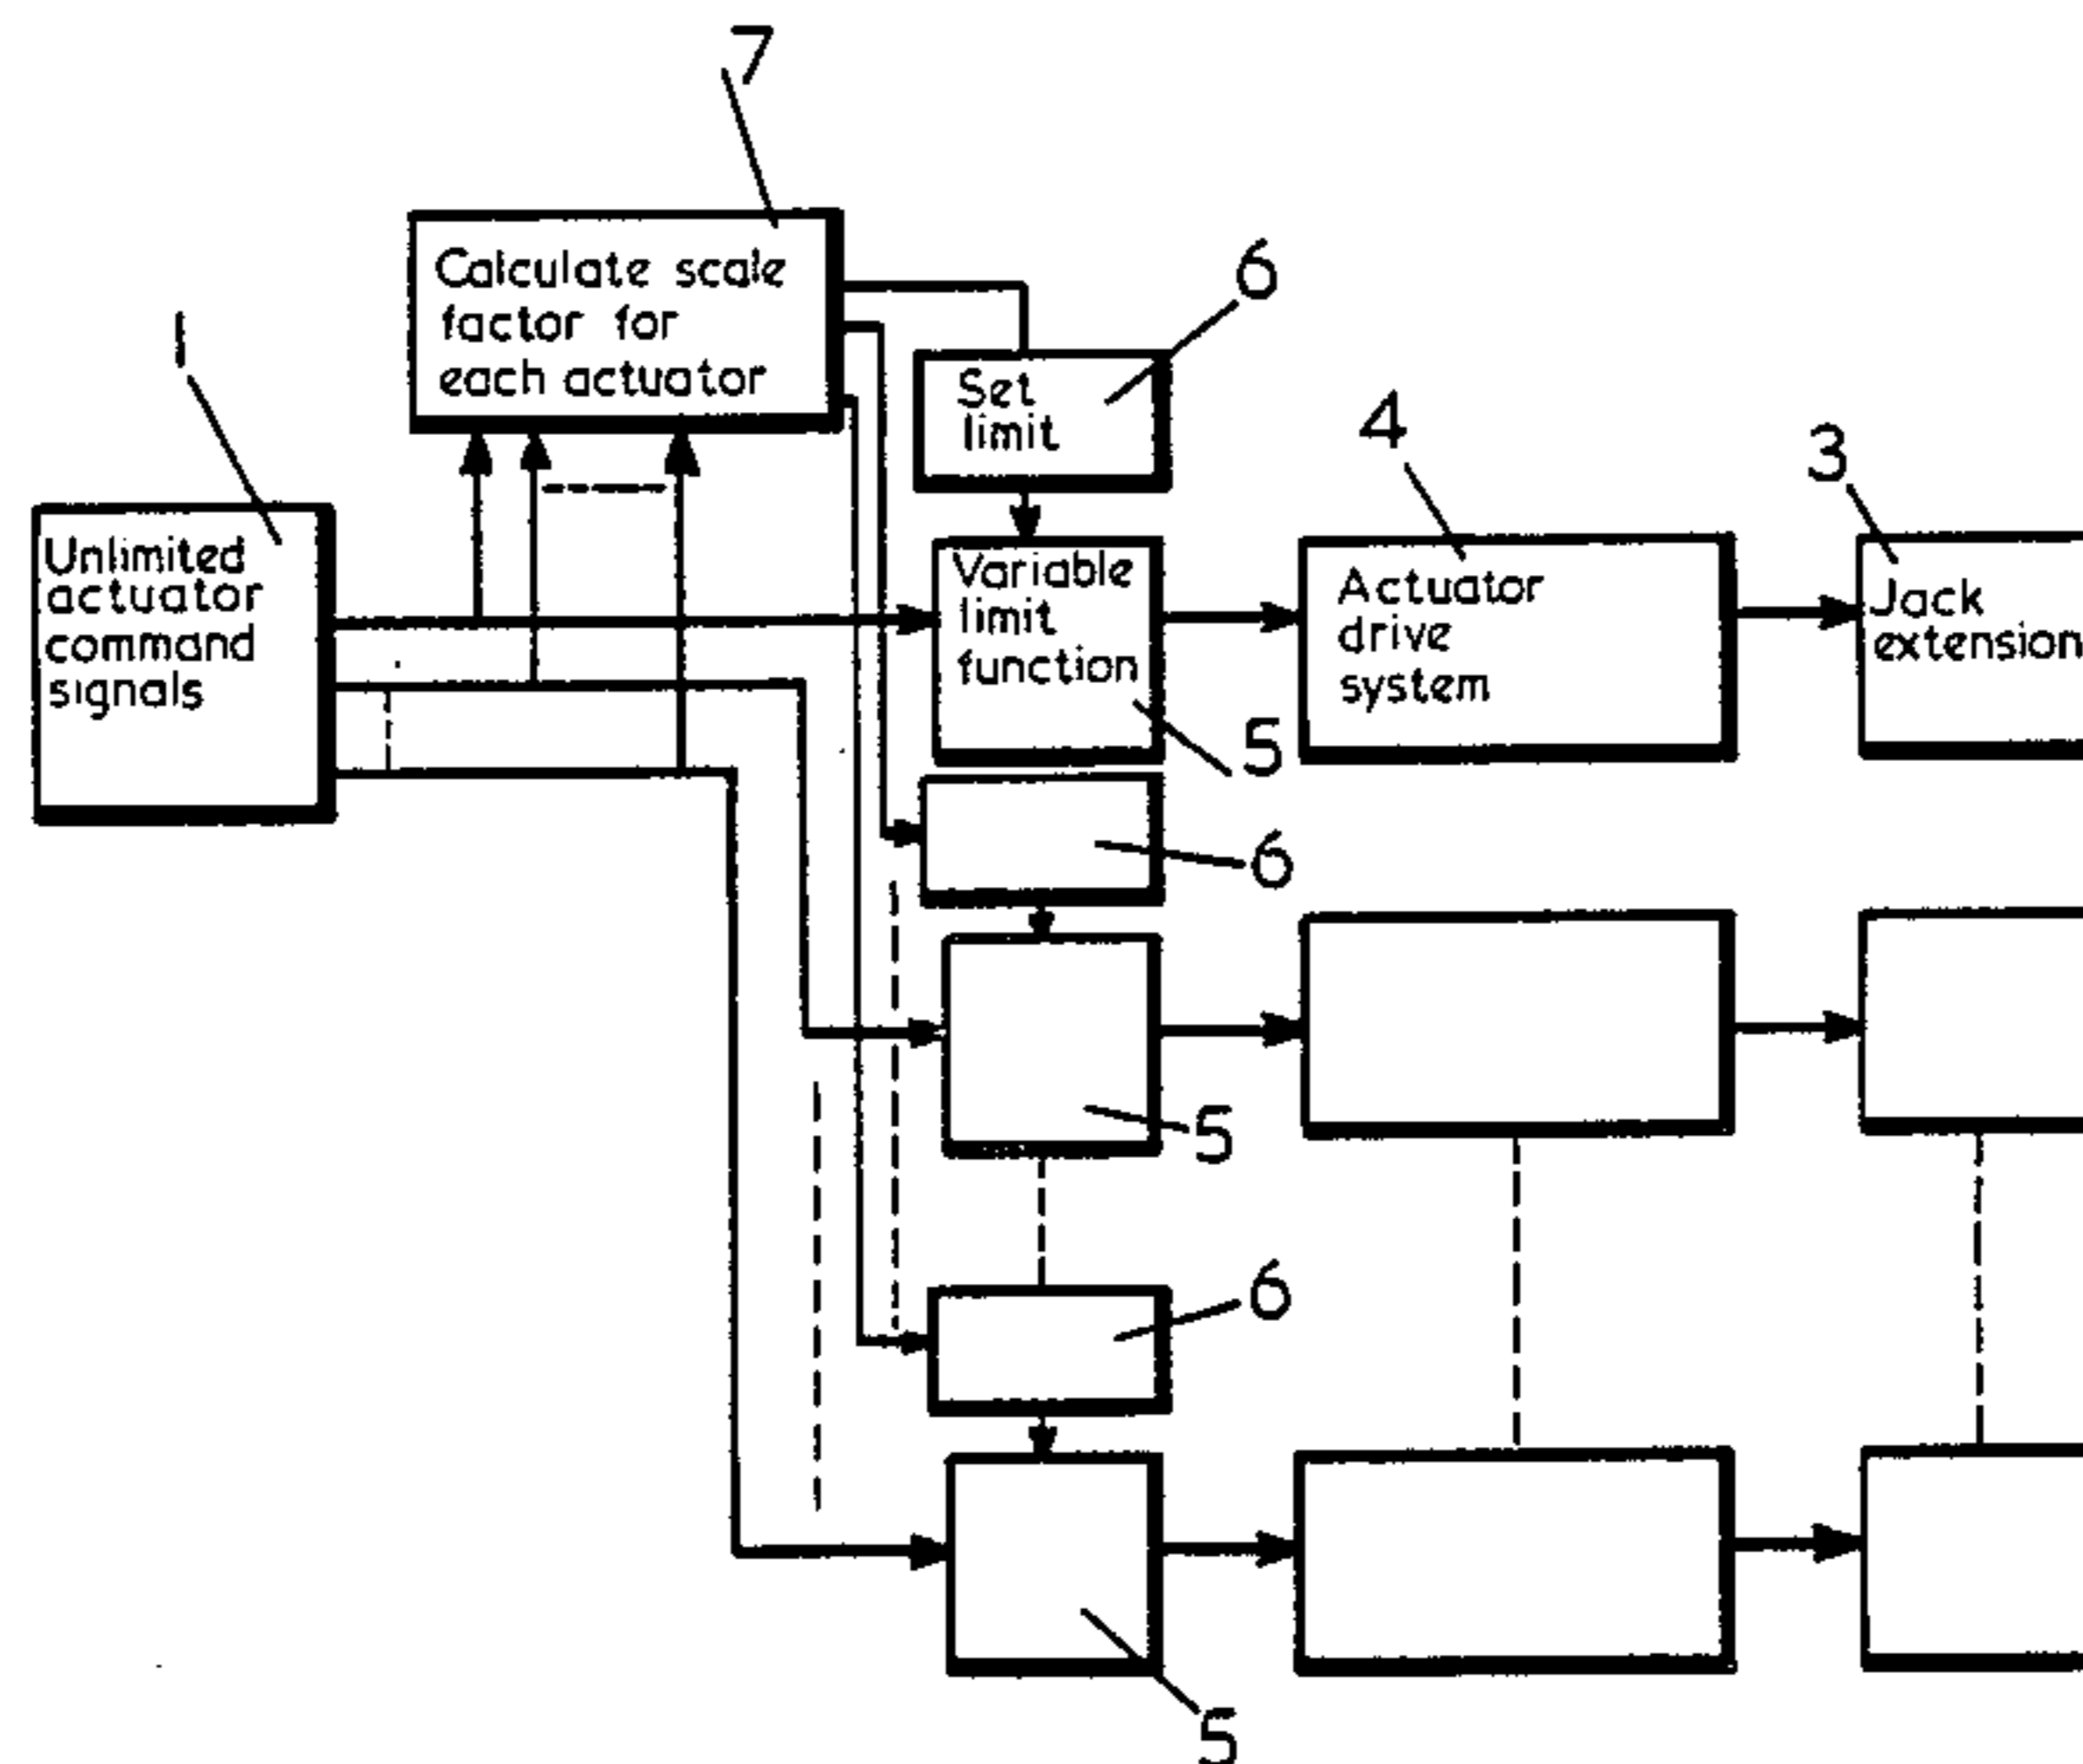 7
Calculate scale
factor for
each actuator
6
Set
limit
1
4
3
Unlimited
actuator
command
signals
Variable
limit
function
5
Actuator
drive
system
Jack
extension
6
5
6
5